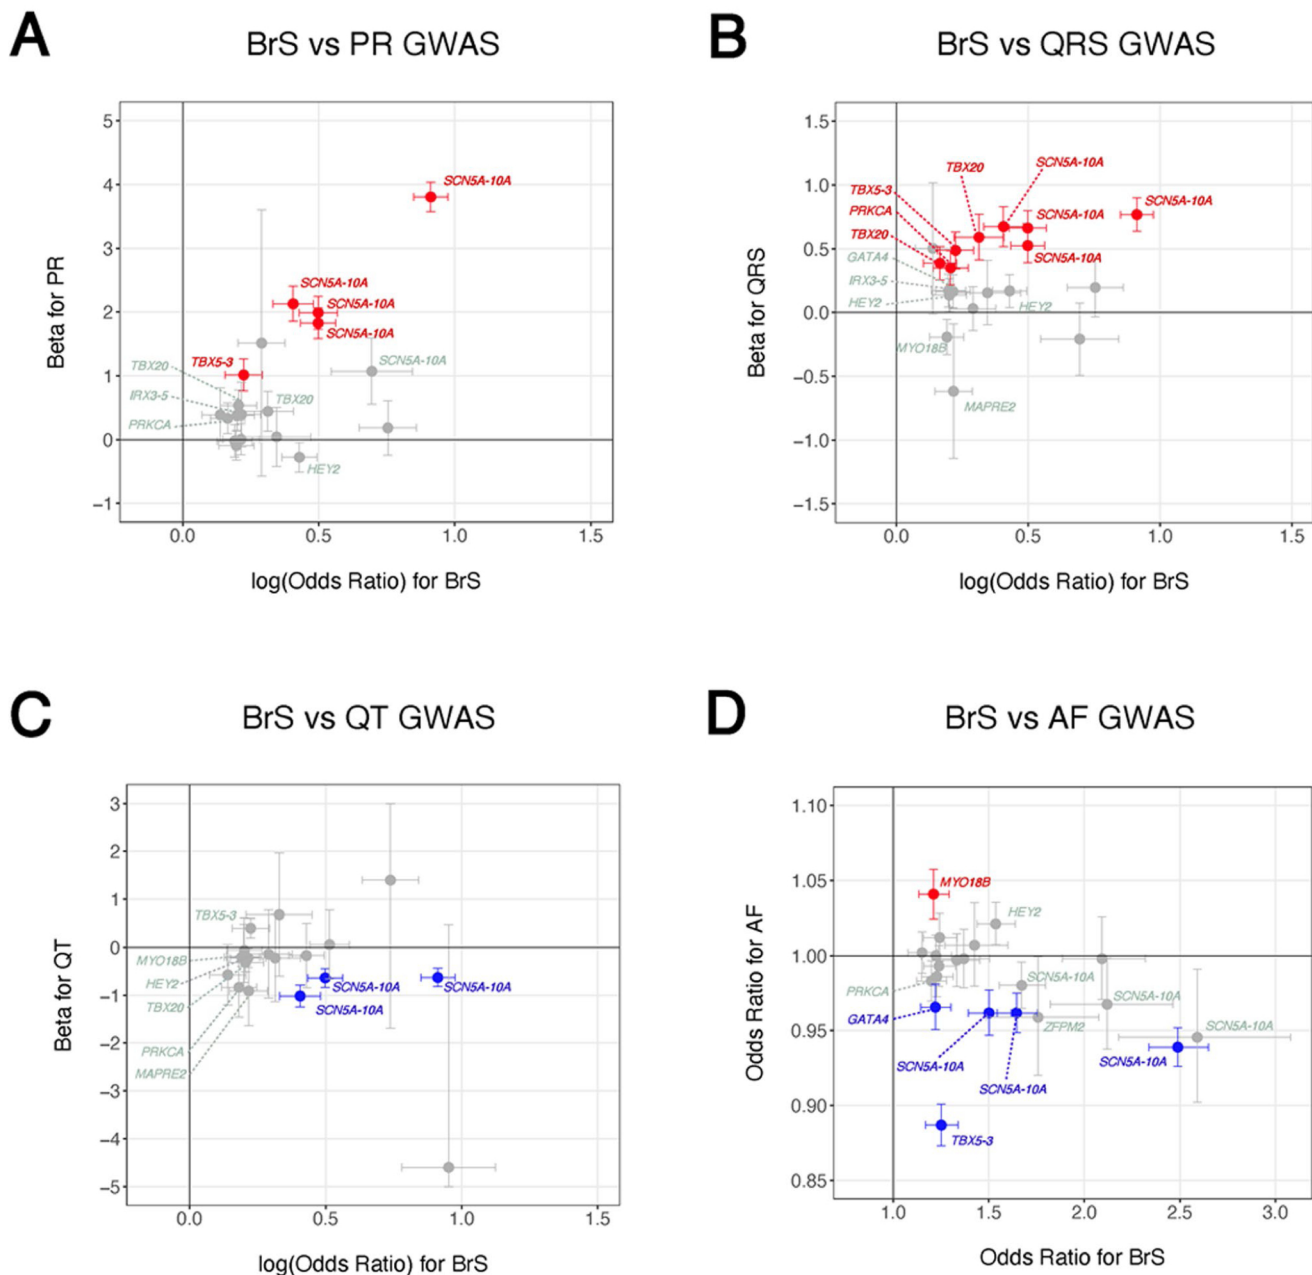 A
BrS vs PR GWAS
5
4
3
2
1
0
−1
Beta for PR
SCN5A-10A
SCN5A-10A
SCN5A-10A
SCN5A-10A
TBX5-3
SCN5A-10A
TBX20
IRX3-5
TBX20
PRKCA
HEY2
0.0
0.5
1.0
1.5
log(Odds Ratio) for BrS
B
BrS vs QRS GWAS
1.5
1.0
0.5
0.0
−0.5
−1.0
−1.5
Beta for QRS
TBX20
SCN5A-10A
TBX5-3
SCN5A-10A
PRKCA
SCN5A-10A
TBX20
SCN5A-10A
GATA4
IRX3-5
HEY2
HEY2
MYO18B
MAPRE2
0.0
0.5
1.0
1.5
log(Odds Ratio) for BrS
C
BrS vs QT GWAS
3
2
1
0
−1
−2
−3
−4
−5
Beta for QT
TBX5-3
MYO18B
HEY2
TBX20
PRKCA
MAPRE2
SCN5A-10A
SCN5A-10A
SCN5A-10A
0.0
0.5
1.0
1.5
log(Odds Ratio) for BrS
D
BrS vs AF GWAS
1.10
1.05
1.00
0.95
0.90
0.85
Odds Ratio for AF
MYO18B
HEY2
SCN5A-10A
PRKCA
SCN5A-10A
GATA4
ZFPM2
SCN5A-10A
SCN5A-10A
SCN5A-10A
SCN5A-10A
TBX5-3
1.0
1.5
2.0
2.5
3.0
Odds Ratio for BrS